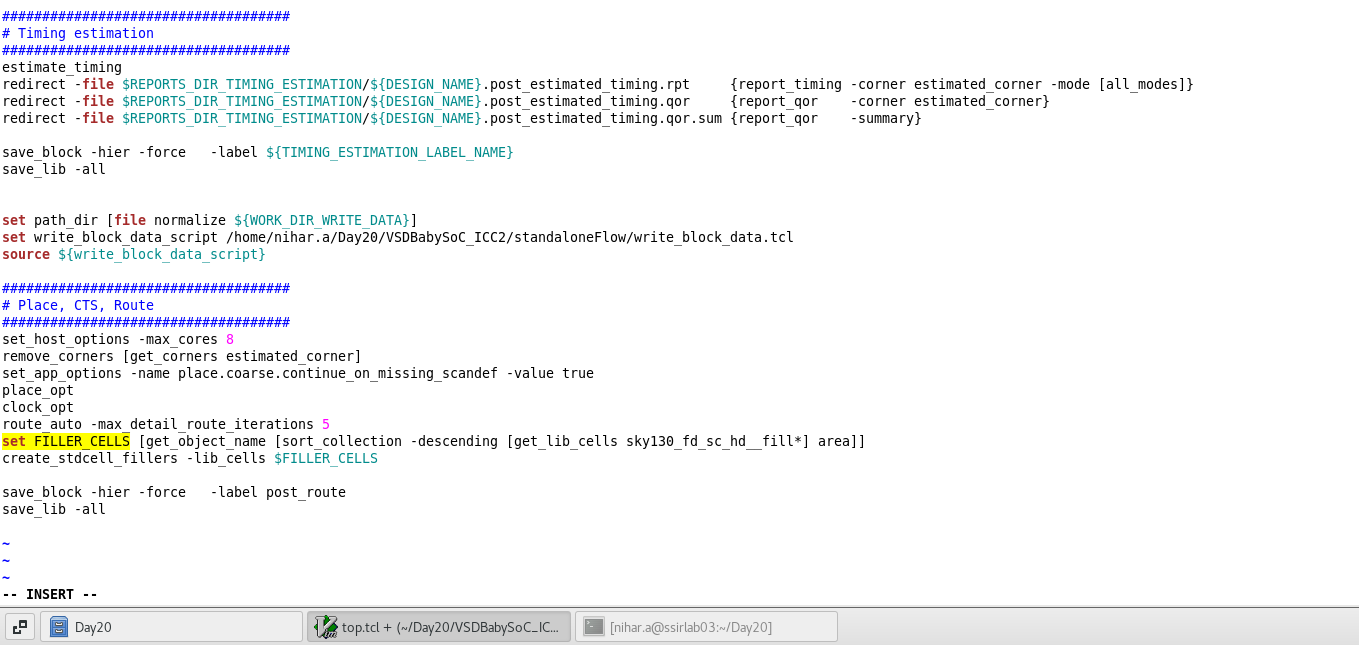 ####################################
# Timing estimation
####################################
estimate_timing
redirect -file $REPORTS_DIR_TIMING_ESTIMATION/${DESIGN_NAME}.post_estimated_timing.rpt     {report_timing -corner estimated_corner -mode [all_modes]}
redirect -file $REPORTS_DIR_TIMING_ESTIMATION/${DESIGN_NAME}.post_estimated_timing.qor     {report_qor    -corner estimated_corner}
redirect -file $REPORTS_DIR_TIMING_ESTIMATION/${DESIGN_NAME}.post_estimated_timing.qor.sum {report_qor    -summary}
save_block -hier -force   -label ${TIMING_ESTIMATION_LABEL_NAME}
save_lib -all
set path_dir [file normalize ${WORK_DIR_WRITE_DATA}]
set write_block_data_script /home/nihar.a/Day20/VSDBabySoC_ICC2/standaloneFlow/write_block_data.tcl
source ${write_block_data_script}
####################################
# Place, CTS, Route
####################################
set_host_options -max_cores 8
remove_corners [get_corners estimated_corner]
set_app_options -name place.coarse.continue_on_missing_scandef -value true
place_opt
clock_opt
route_auto -max_detail_route_iterations 5
set FILLER_CELLS [get_object_name [sort_collection -descending [get_lib_cells sky130_fd_sc_hd__fill*] area]]
create_stdcell_fillers -lib_cells $FILLER_CELLS
save_block -hier -force   -label post_route
save_lib -all
~
~
~
-- INSERT --
Day20
top.tcl + (~/Day20/VSDBabySoC_IC...
[nihar.a@ssirlab03:~/Day20]